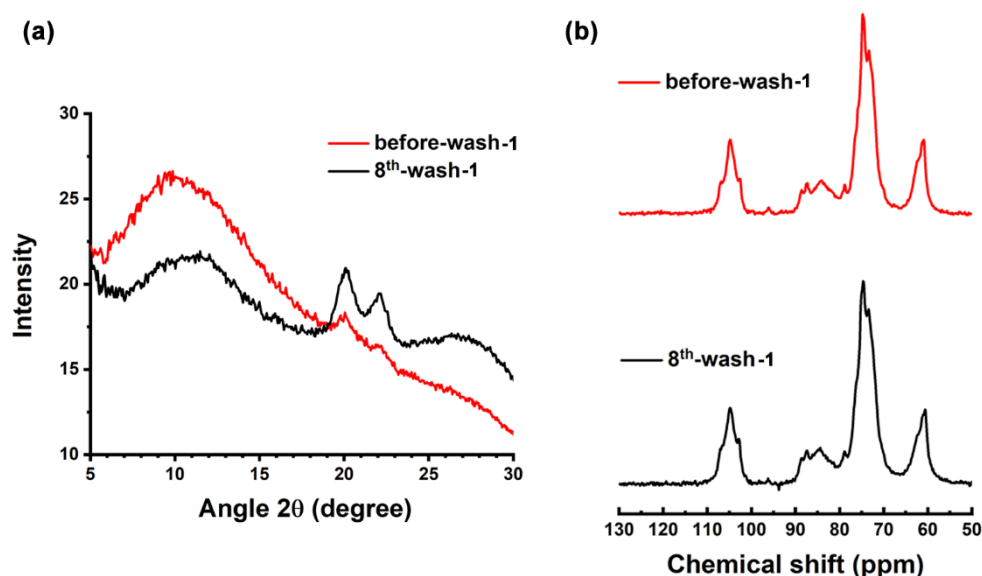 (a)
before-wash-1
8th-wash-1
30
25
20
15
10
Intensity
5 10 15 20 25 30
Angle 2θ (degree)
(b)
before-wash-1
8th-wash-1
130 120 110 100 90 80 70 60 50
Chemical shift (ppm)